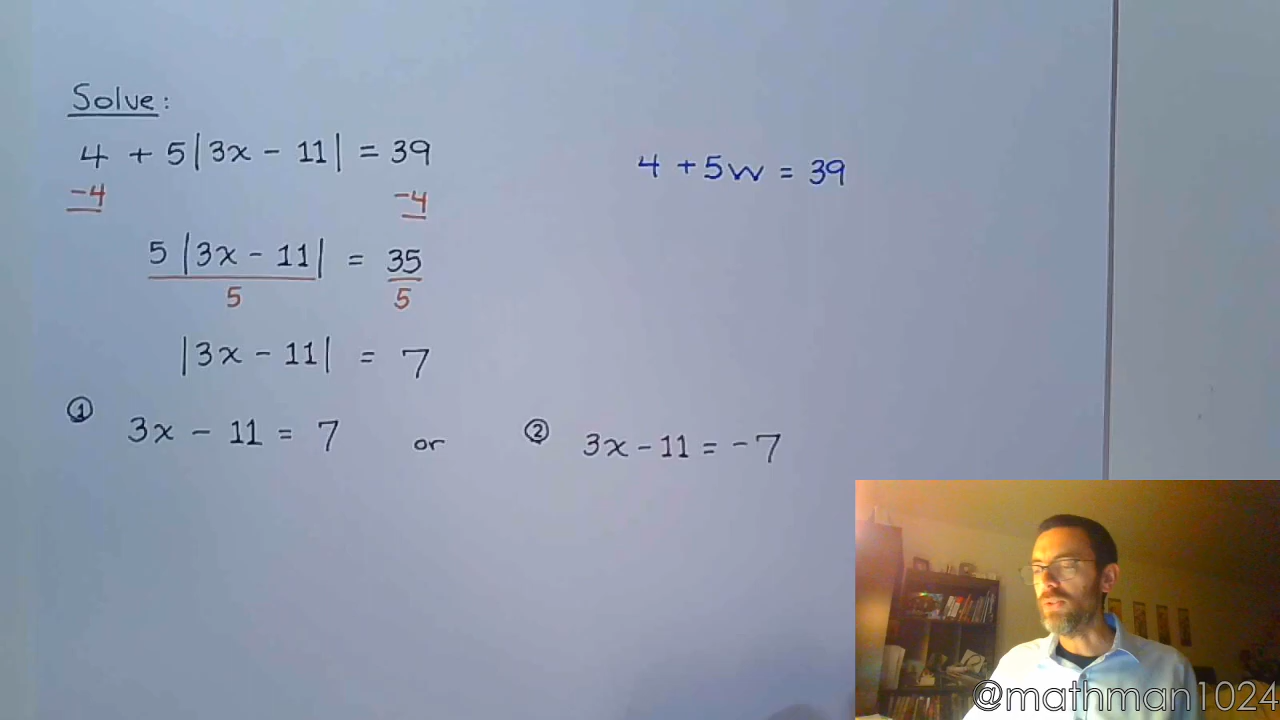 Solve:
4 + 5|3x - 11| = 39
-4 -4
5|3x - 11| = 35
5 5
|3x - 11| = 7
① 3x - 11 = 7 or ② 3x - 11 = -7
4 + 5w = 39
@mathman1024